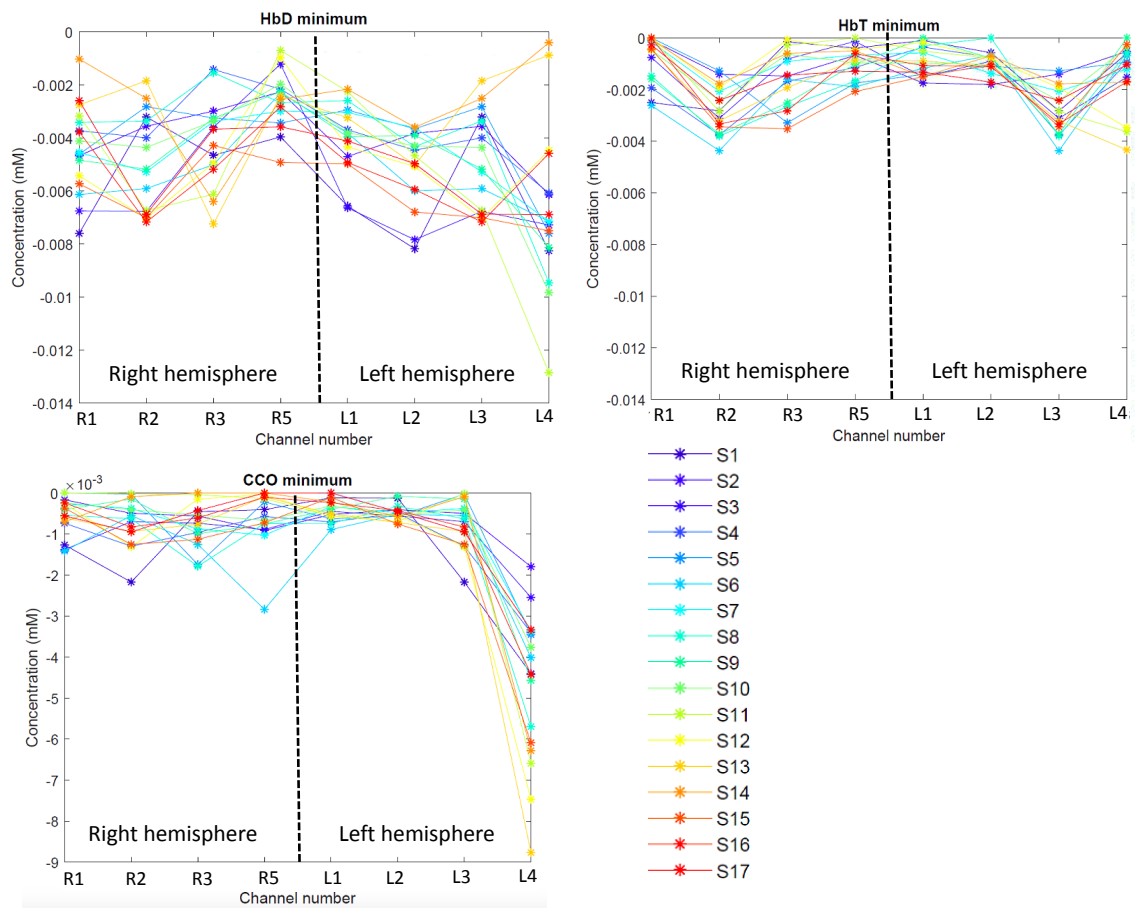 HbD minimum
0
-0.002
-0.004
-0.006
-0.008
-0.01
-0.012
-0.014
Concentration (mM)
Right hemisphere
Left hemisphere
R1 R2 R3 R5 L1 L2 L3 L4
Channel number
HbT minimum
0
-0.002
-0.004
-0.006
-0.008
-0.01
-0.012
-0.014
Concentration (mM)
Right hemisphere
Left hemisphere
R1 R2 R3 R5 L1 L2 L3 L4
Channel number
CCO minimum
× 10⁻³
0
-1
-2
-3
-4
-5
-6
-7
-8
-9
Concentration (mM)
Right hemisphere
Left hemisphere
R1 R2 R3 R5 L1 L2 L3 L4
Channel number
S1
S2
S3
S4
S5
S6
S7
S8
S9
S10
S11
S12
S13
S14
S15
S16
S17